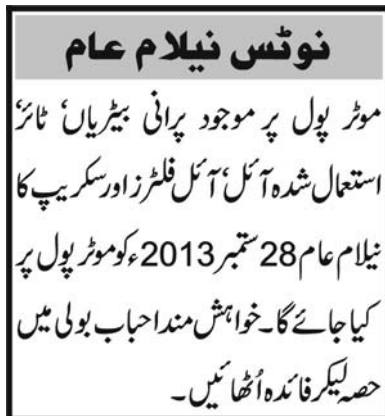 نوٹس نیلام عام
موٹر پول پر موجود پرانی بیٹریاں، ٹائر،
استعمال شدہ آئل، آئل فلٹرز اور سکریپ کا
نیلام عام 28 ستمبر 2013ء کو موٹر پول پر
کیا جائے گا۔ خواہش مند احباب بولی میں
حصہ لیکر فائدہ اُٹھائیں۔